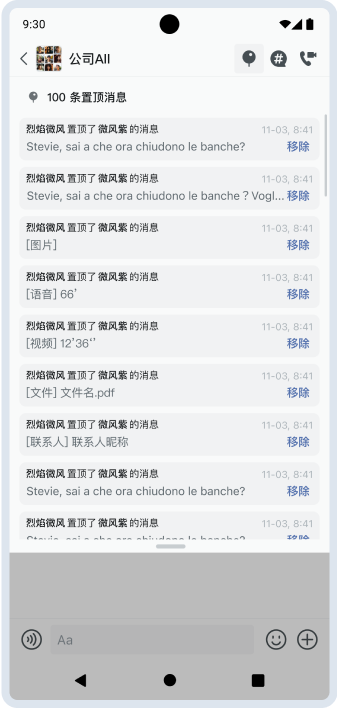 9:30
公司All
100 条置顶消息
烈焰微风 置顶了 微风紫 的消息 11-03, 8:41
Stevie, sai a che ora chiudono le banche? 移除
烈焰微风 置顶了 微风紫 的消息 11-03, 8:41
Stevie, sai a che ora chiudono le banche ? Vogl... 移除
烈焰微风 置顶了 微风紫 的消息 11-03, 8:41
[图片] 移除
烈焰微风 置顶了 微风紫 的消息 11-03, 8:41
[语音] 66’ 移除
烈焰微风 置顶了 微风紫 的消息 11-03, 8:41
[视频] 12’36‘’ 移除
烈焰微风 置顶了 微风紫 的消息 11-03, 8:41
[文件] 文件名.pdf 移除
烈焰微风 置顶了 微风紫 的消息 11-03, 8:41
[联系人] 联系人昵称 移除
烈焰微风 置顶了 微风紫 的消息 11-03, 8:41
Stevie, sai a che ora chiudono le banche? 移除
烈焰微风 置顶了 微风紫 的消息 11-03, 8:41
Stevie, sai a che ora chiudono le banche? 移除
Aa